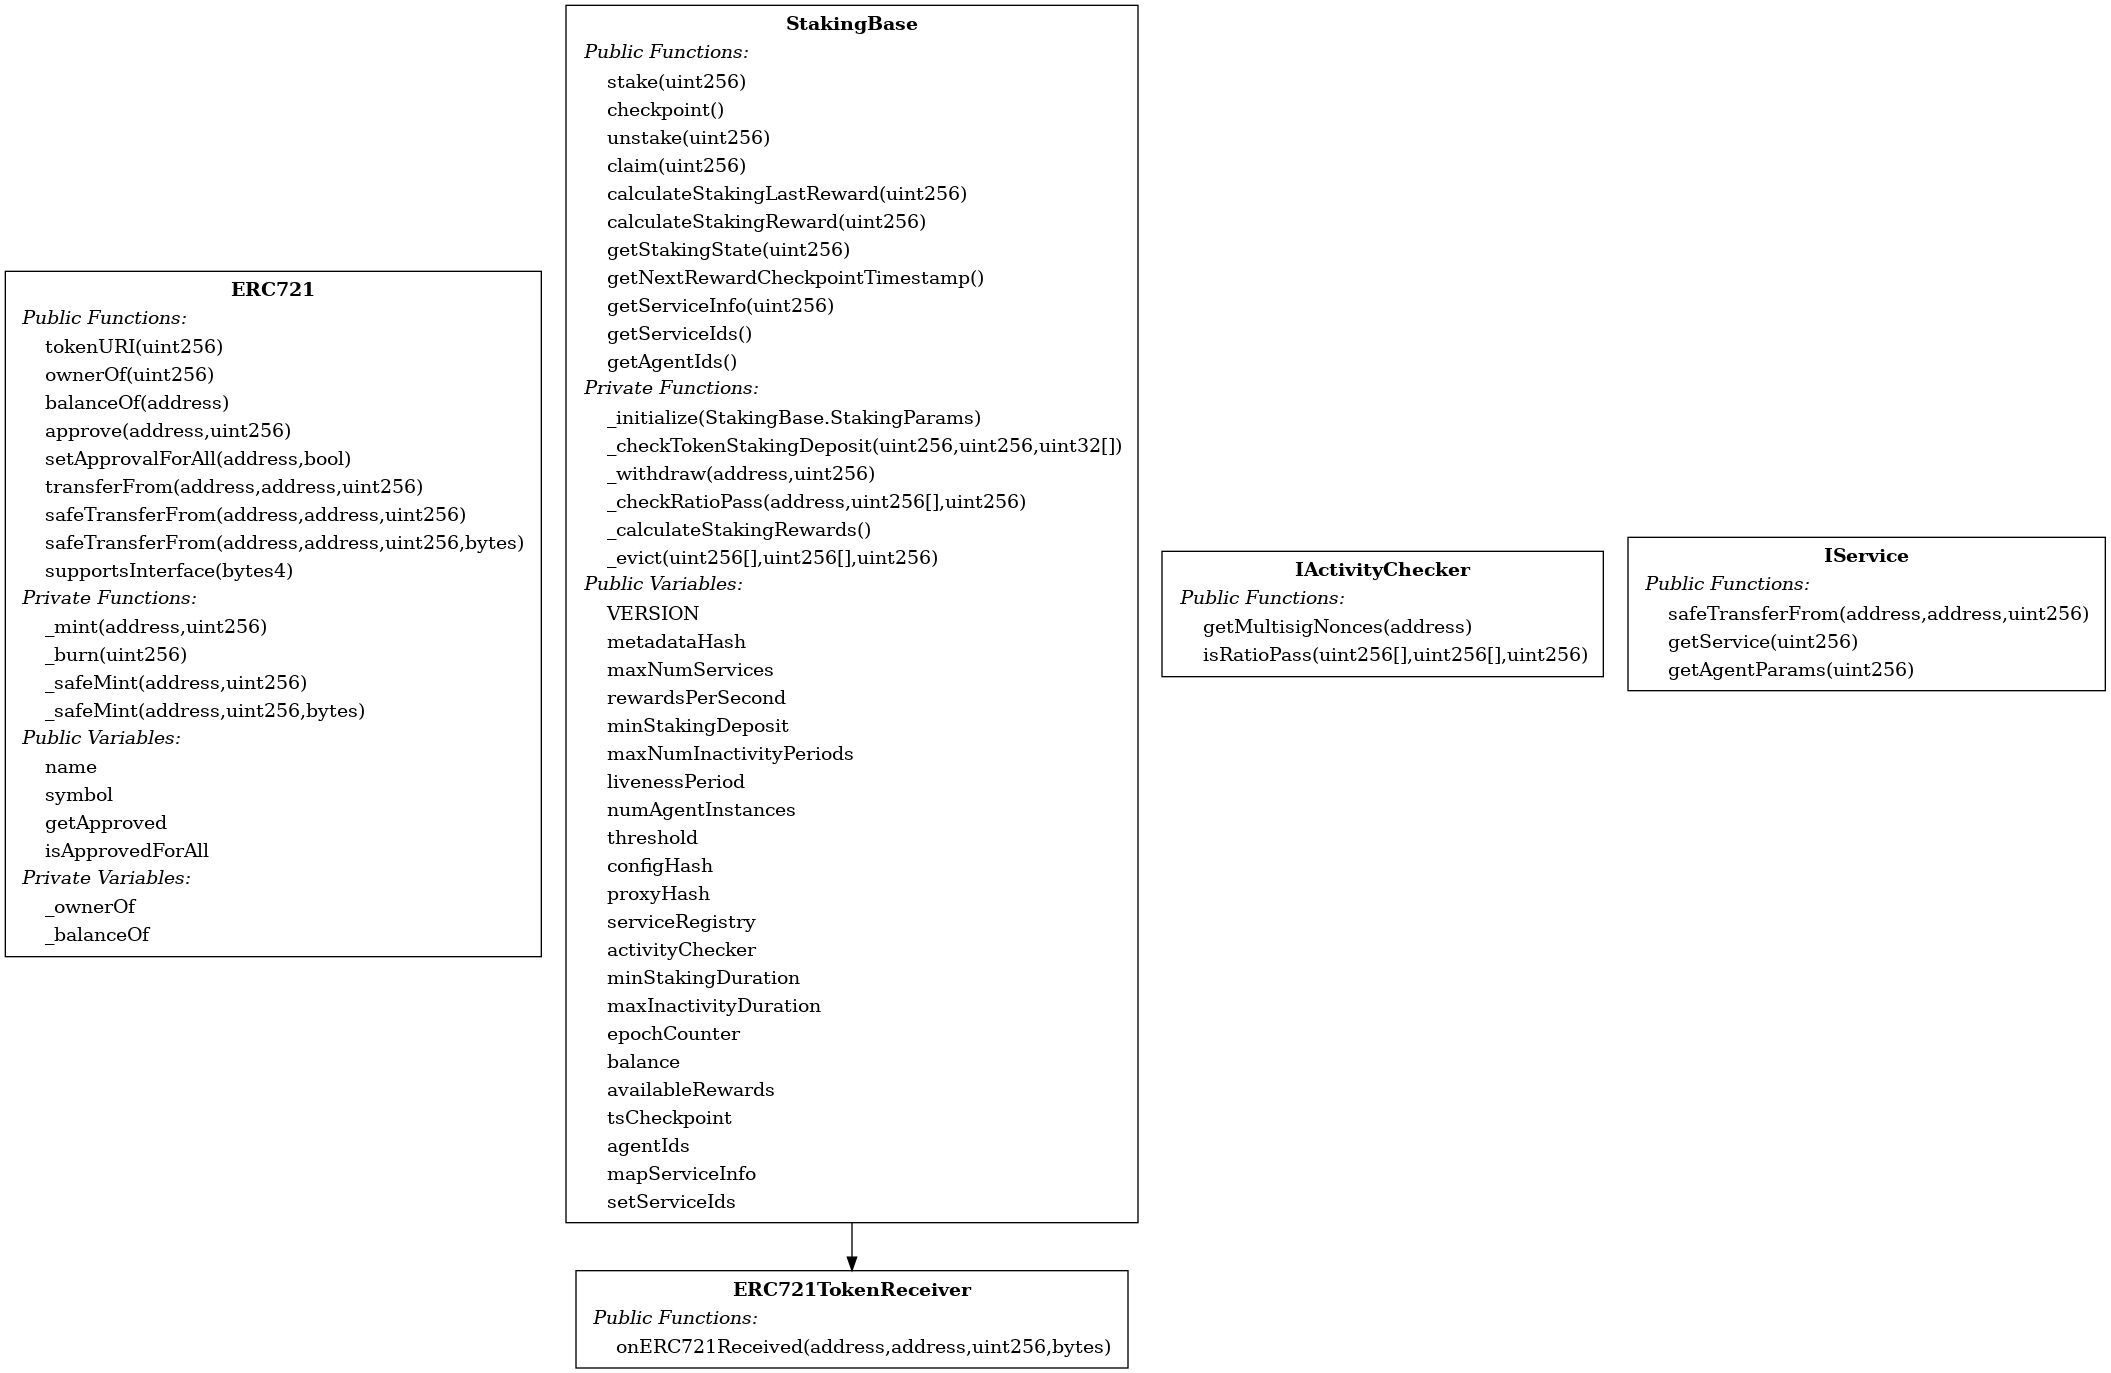 ERC721
Public Functions:
tokenURI(uint256)
ownerOf(uint256)
balanceOf(address)
approve(address,uint256)
setApprovalForAll(address,bool)
transferFrom(address,address,uint256)
safeTransferFrom(address,address,uint256)
safeTransferFrom(address,address,uint256,bytes)
supportsInterface(bytes4)
Private Functions:
_mint(address,uint256)
_burn(uint256)
_safeMint(address,uint256)
_safeMint(address,uint256,bytes)
Public Variables:
name
symbol
getApproved
isApprovedForAll
Private Variables:
_ownerOf
_balanceOf
StakingBase
Public Functions:
stake(uint256)
checkpoint()
unstake(uint256)
claim(uint256)
calculateStakingLastReward(uint256)
calculateStakingReward(uint256)
getStakingState(uint256)
getNextRewardCheckpointTimestamp()
getServiceInfo(uint256)
getServiceIds()
getAgentIds()
Private Functions:
_initialize(StakingBase.StakingParams)
_checkTokenStakingDeposit(uint256,uint256,uint32[])
_withdraw(address,uint256)
_checkRatioPass(address,uint256[],uint256)
_calculateStakingRewards()
_evict(uint256[],uint256[],uint256)
Public Variables:
VERSION
metadataHash
maxNumServices
rewardsPerSecond
minStakingDeposit
maxNumInactivityPeriods
livenessPeriod
numAgentInstances
threshold
configHash
proxyHash
serviceRegistry
activityChecker
minStakingDuration
maxInactivityDuration
epochCounter
balance
availableRewards
tsCheckpoint
agentIds
mapServiceInfo
setServiceIds
ERC721TokenReceiver
Public Functions:
onERC721Received(address,address,uint256,bytes)
IActivityChecker
Public Functions:
getMultisigNonces(address)
isRatioPass(uint256[],uint256[],uint256)
IService
Public Functions:
safeTransferFrom(address,address,uint256)
getService(uint256)
getAgentParams(uint256)